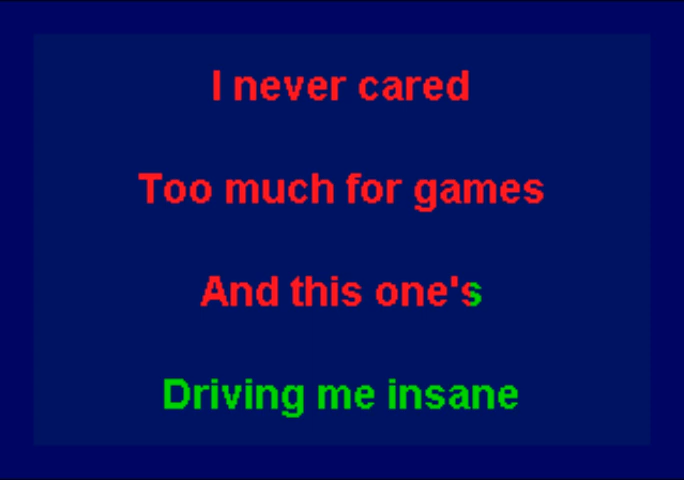 I never cared
Too much for games
And this one's
Driving me insane